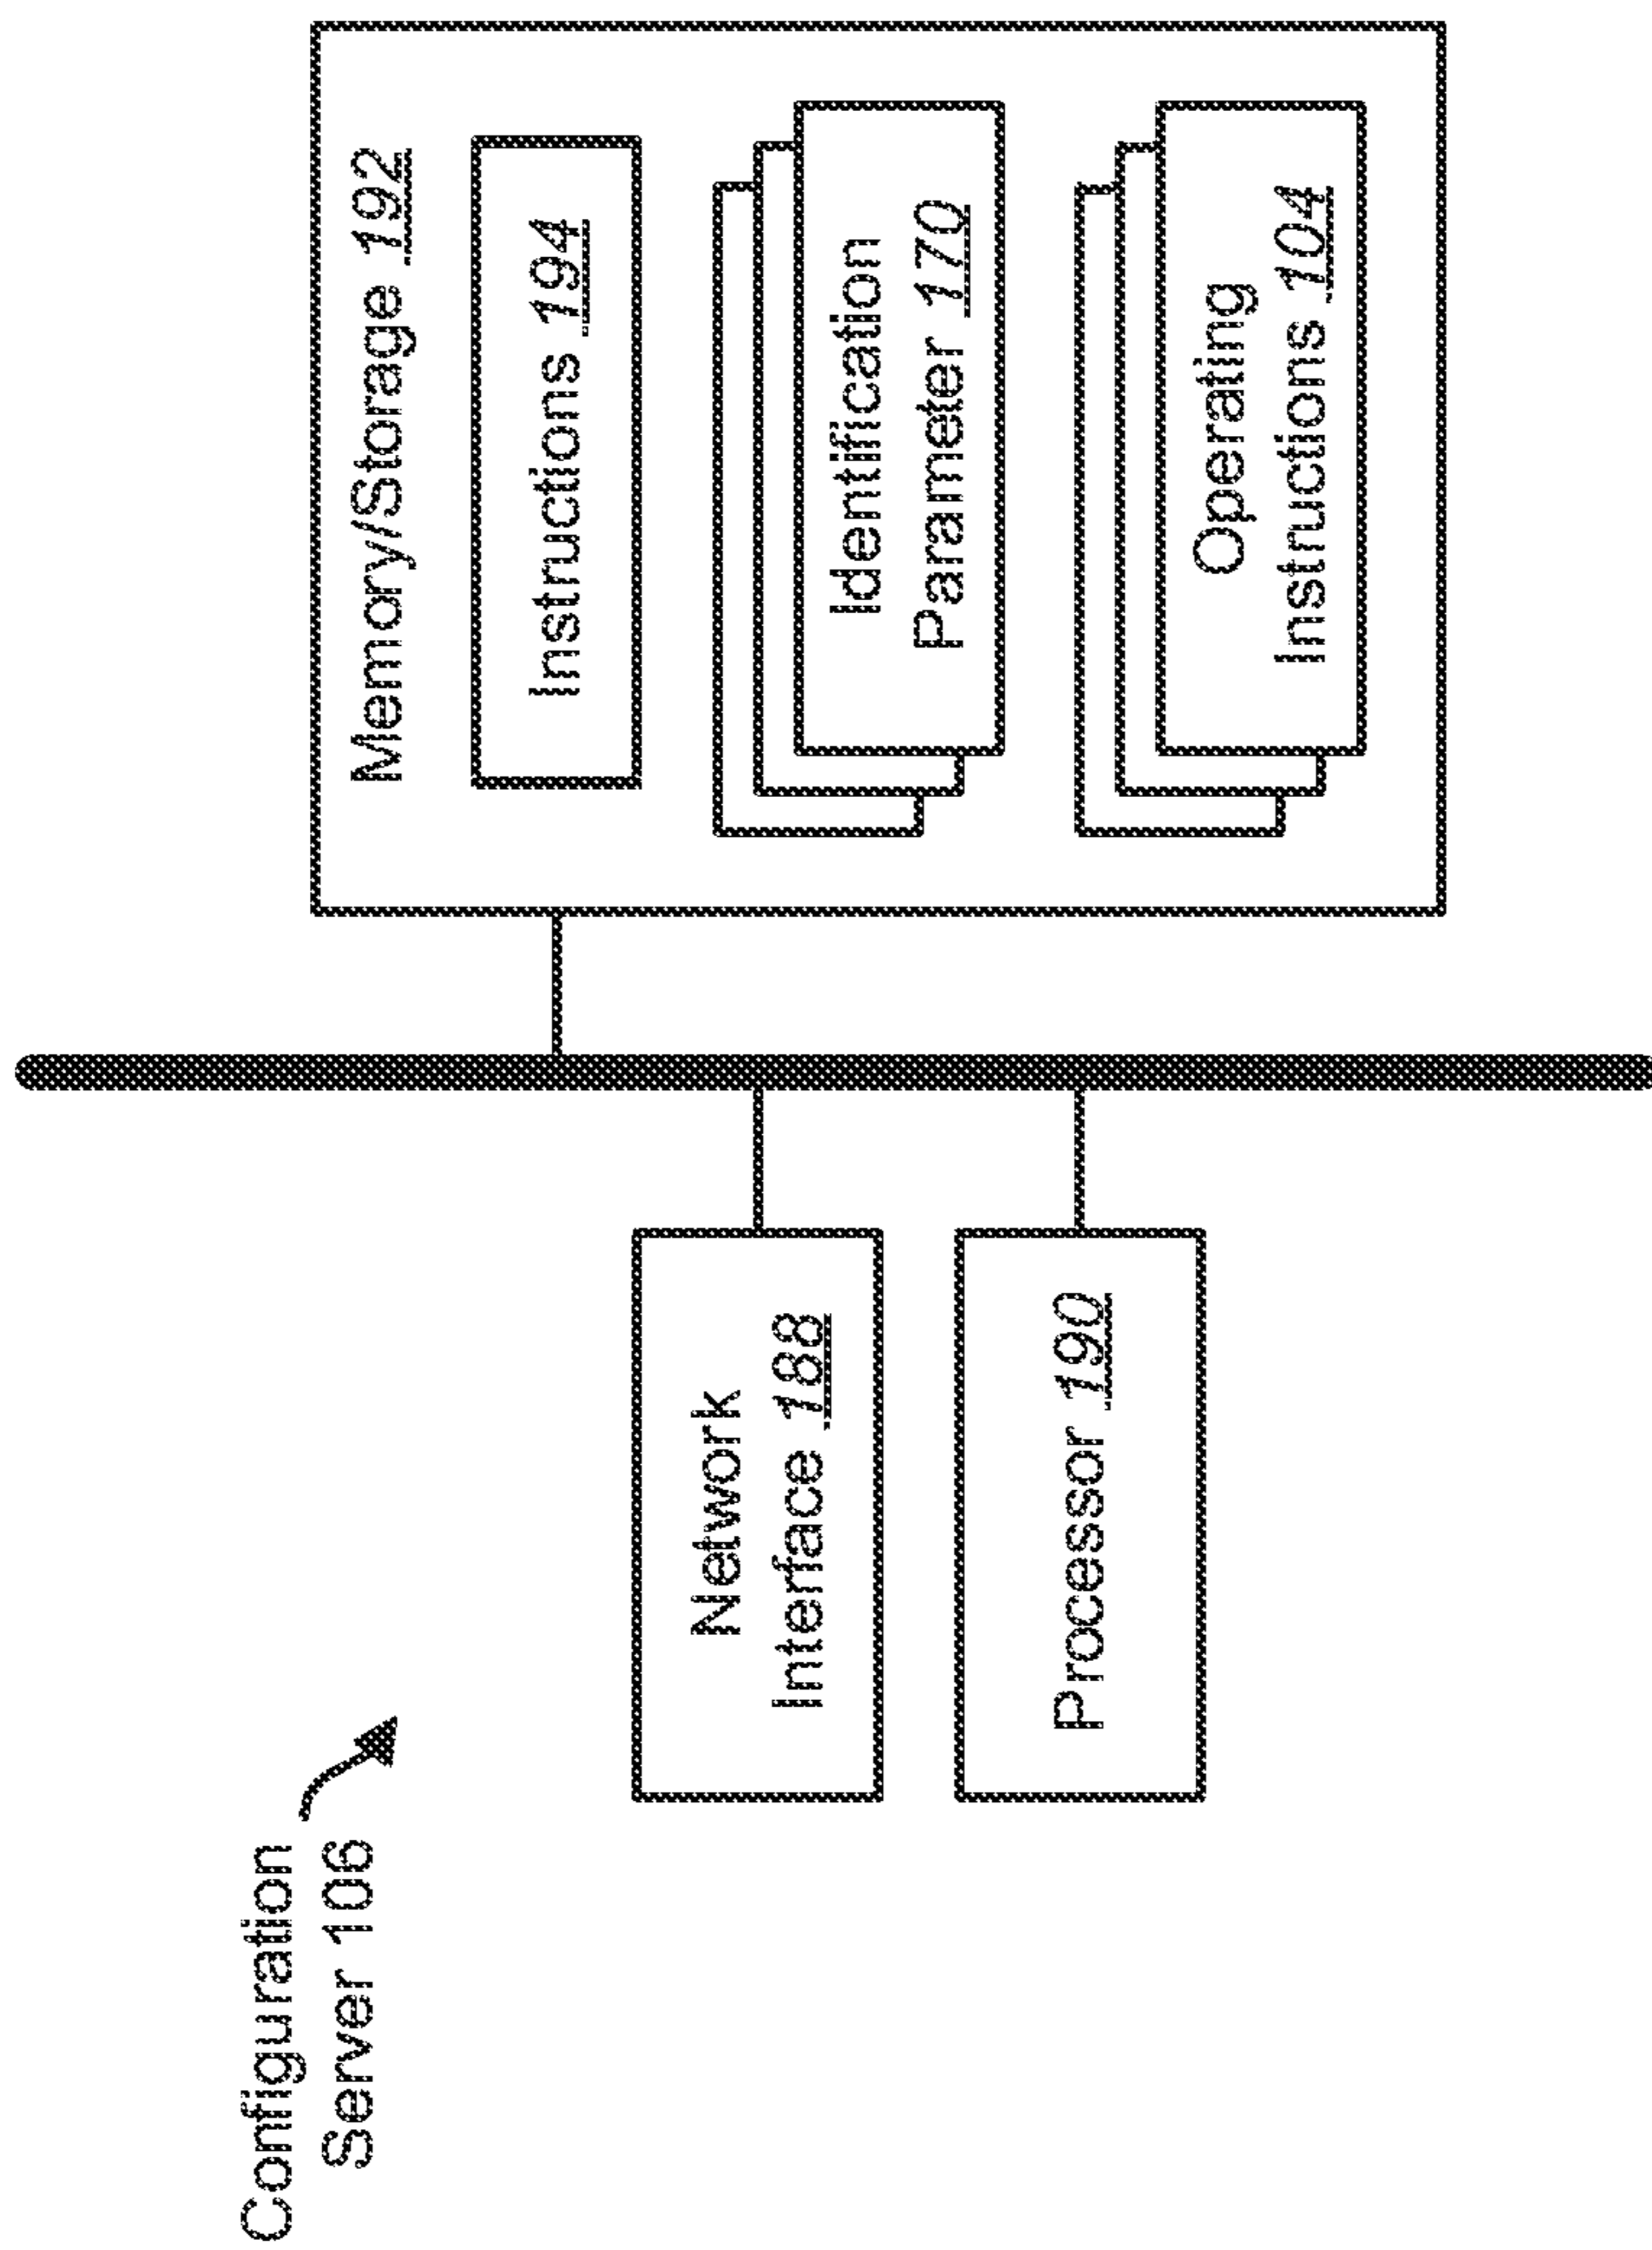 Configuration
Server 106
Network
Interface 188
Processor 190
Memory/Storage 192
Instructions 194
Identification
Parameter 170
Operating
Instructions 104